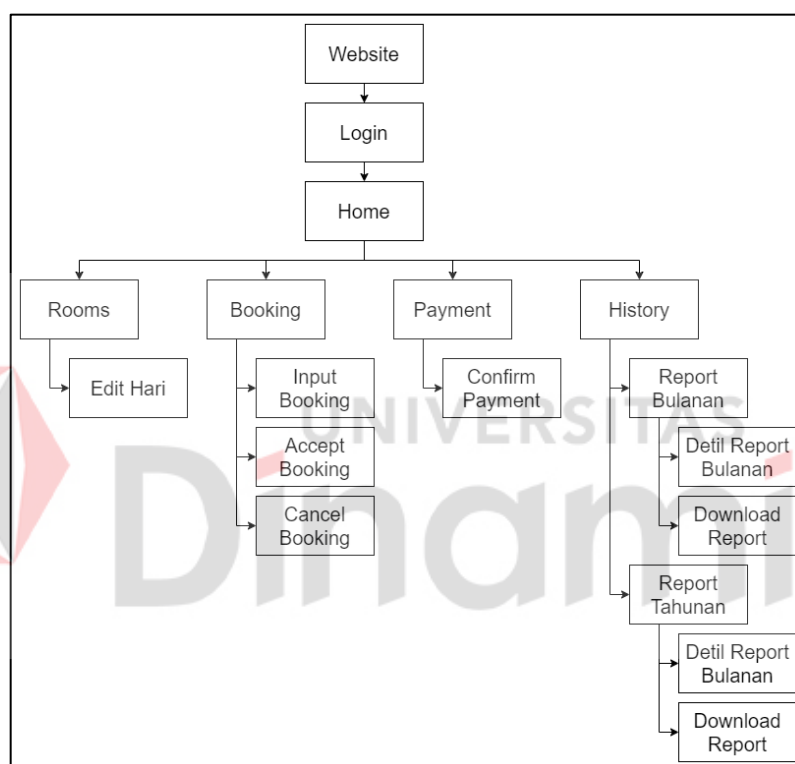 Website
Login
Home
Rooms
Booking
Payment
History
Edit Hari
Input
Booking
Accept
Booking
Cancel
Booking
Confirm
Payment
Report
Bulanan
Detil Report
Bulanan
Download
Report
Report
Tahunan
Detil Report
Bulanan
Download
Report
UNIVERSITAS
Dinami